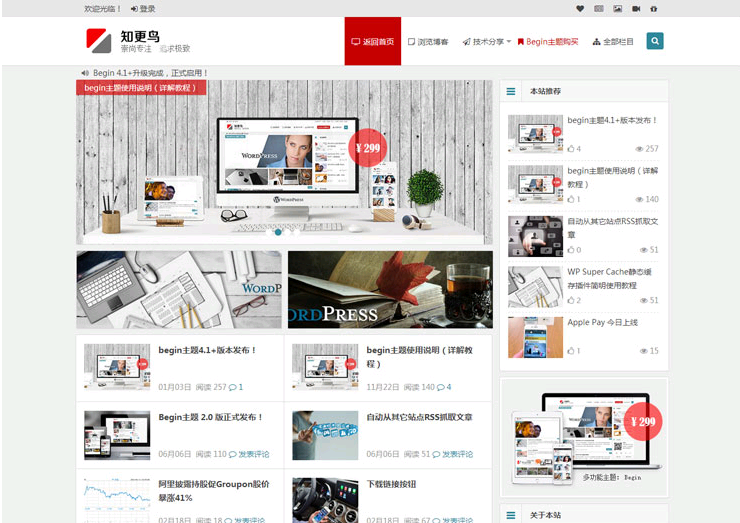 欢迎光临！ 登录
知更鸟
崇尚专注 追求极致
返回首页 浏览博客 技术分享 Begin主题购买 全部栏目
Begin 4.1+升级完成，正式启用！
begin主题使用说明（详解教程）
WORDPRESS
¥ 299
WORDPRESS
WORDP
ORDPRESS
begin主题4.1+版本发布！
01月03日 阅读 257 1
begin主题使用说明（详解教程）
11月22日 阅读 140 4
Begin主题 2.0 版正式发布！
06月06日 阅读 110 发表评论
自动从其它站点RSS抓取文章
06月06日 阅读 51 发表评论
阿里披露持股促Groupon股价
暴涨41%
02月18日 阅读 18 发表评论
下载链接按钮
02月18日 阅读 67 发表评论
本站推荐
begin主题4.1+版本发布！
4 257
begin主题使用说明（详解
教程）
1 140
自动从其它站点RSS抓取文
章
0 51
WP Super Cache静态缓
存插件简明使用教程
2 51
Apple Pay 今日上线
1 15
¥ 299
多功能主题: Begin
关于本站